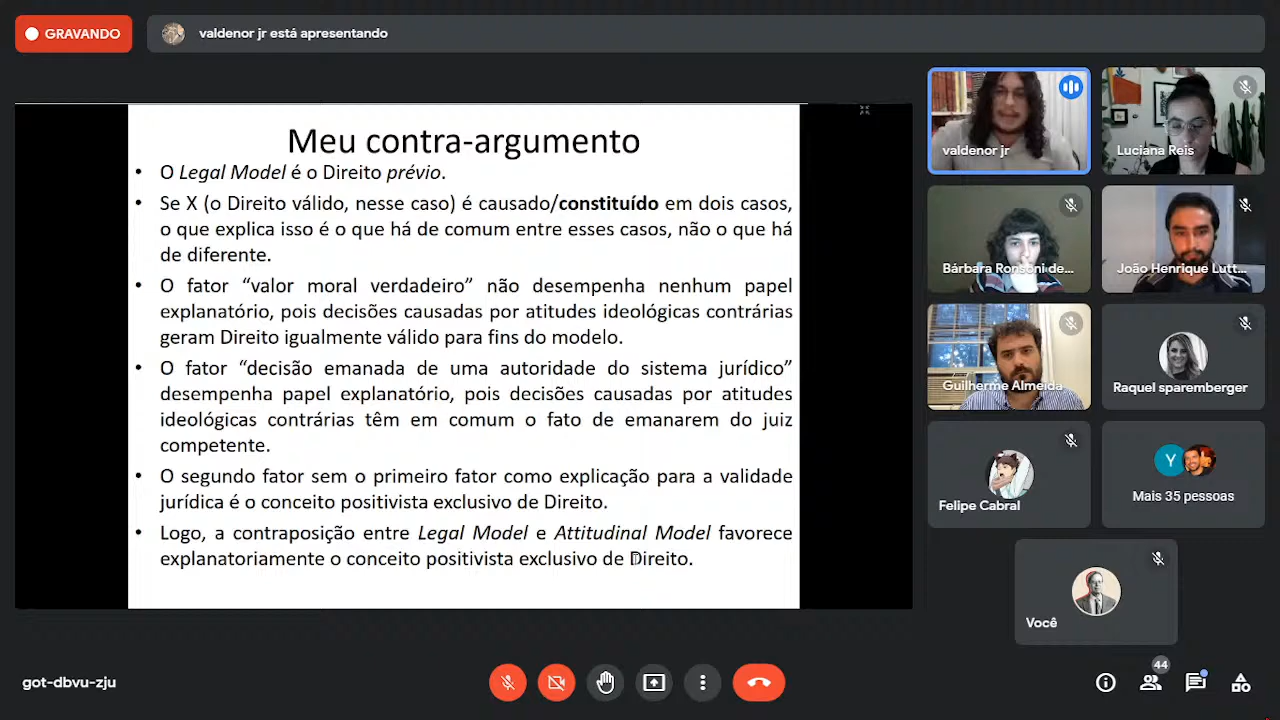 GRAVANDO
valdenor jr está apresentando
Meu contra-argumento
• O Legal Model é o Direito prévio.
• Se X (o Direito válido, nesse caso) é causado/constituído em dois casos,
o que explica isso é o que há de comum entre esses casos, não o que há
de diferente.
• O fator “valor moral verdadeiro” não desempenha nenhum papel
explanatório, pois decisões causadas por atitudes ideológicas contrárias
geram Direito igualmente válido para fins do modelo.
• O fator “decisão emanada de uma autoridade do sistema jurídico”
desempenha papel explanatório, pois decisões causadas por atitudes
ideológicas contrárias têm em comum o fato de emanarem do juiz
competente.
• O segundo fator sem o primeiro fator como explicação para a validade
jurídica é o conceito positivista exclusivo de Direito.
• Logo, a contraposição entre Legal Model e Attitudinal Model favorece
explanatoriamente o conceito positivista exclusivo de Direito.
valdenor jr
Luciana Reis
Bárbara Ronsoni de...
João Henrique Lutt...
Guilherme Almeida
Raquel sparemberger
Felipe Cabral
Y
Mais 35 pessoas
Você
got-dbvu-zju
44